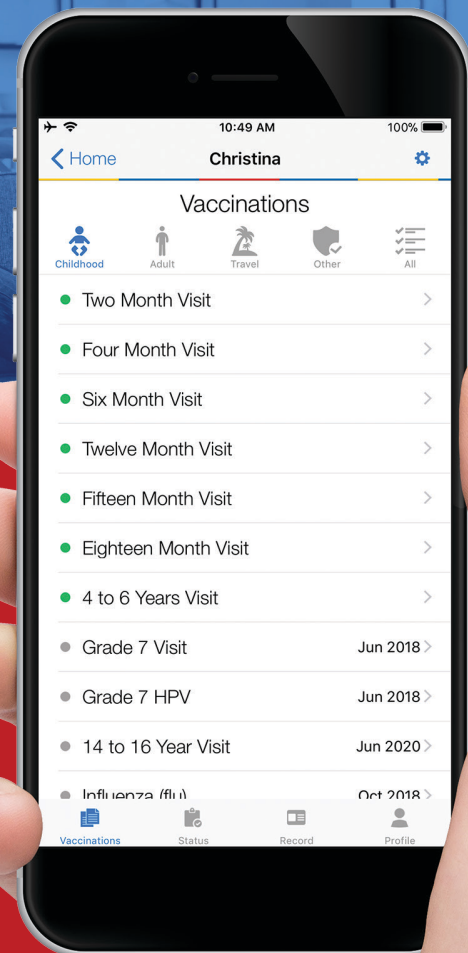 10:49 AM 100%
Home Christina
Vaccinations
Childhood Adult Travel Other All
Two Month Visit
Four Month Visit
Six Month Visit
Twelve Month Visit
Fifteen Month Visit
Eighteen Month Visit
4 to 6 Years Visit
Grade 7 Visit Jun 2018
Grade 7 HPV Jun 2018
14 to 16 Year Visit Jun 2020
Influenza (flu) Oct 2018
Vaccinations Status Record Profile